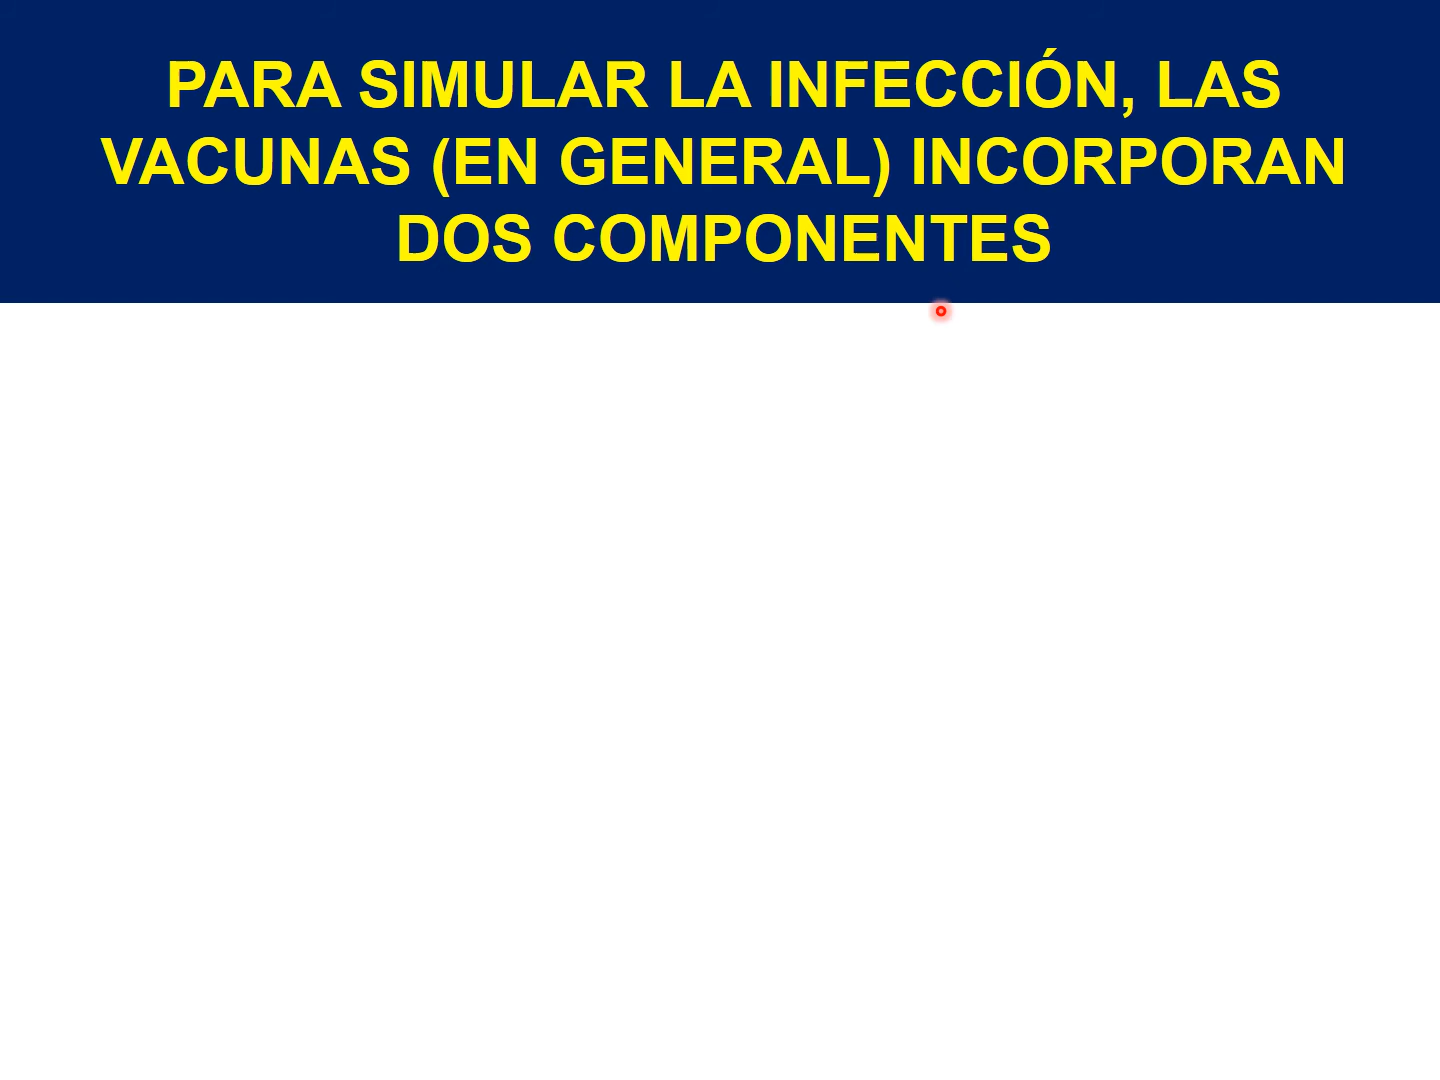 PARA SIMULAR LA INFECCIÓN, LAS
VACUNAS (EN GENERAL) INCORPORAN
DOS COMPONENTES